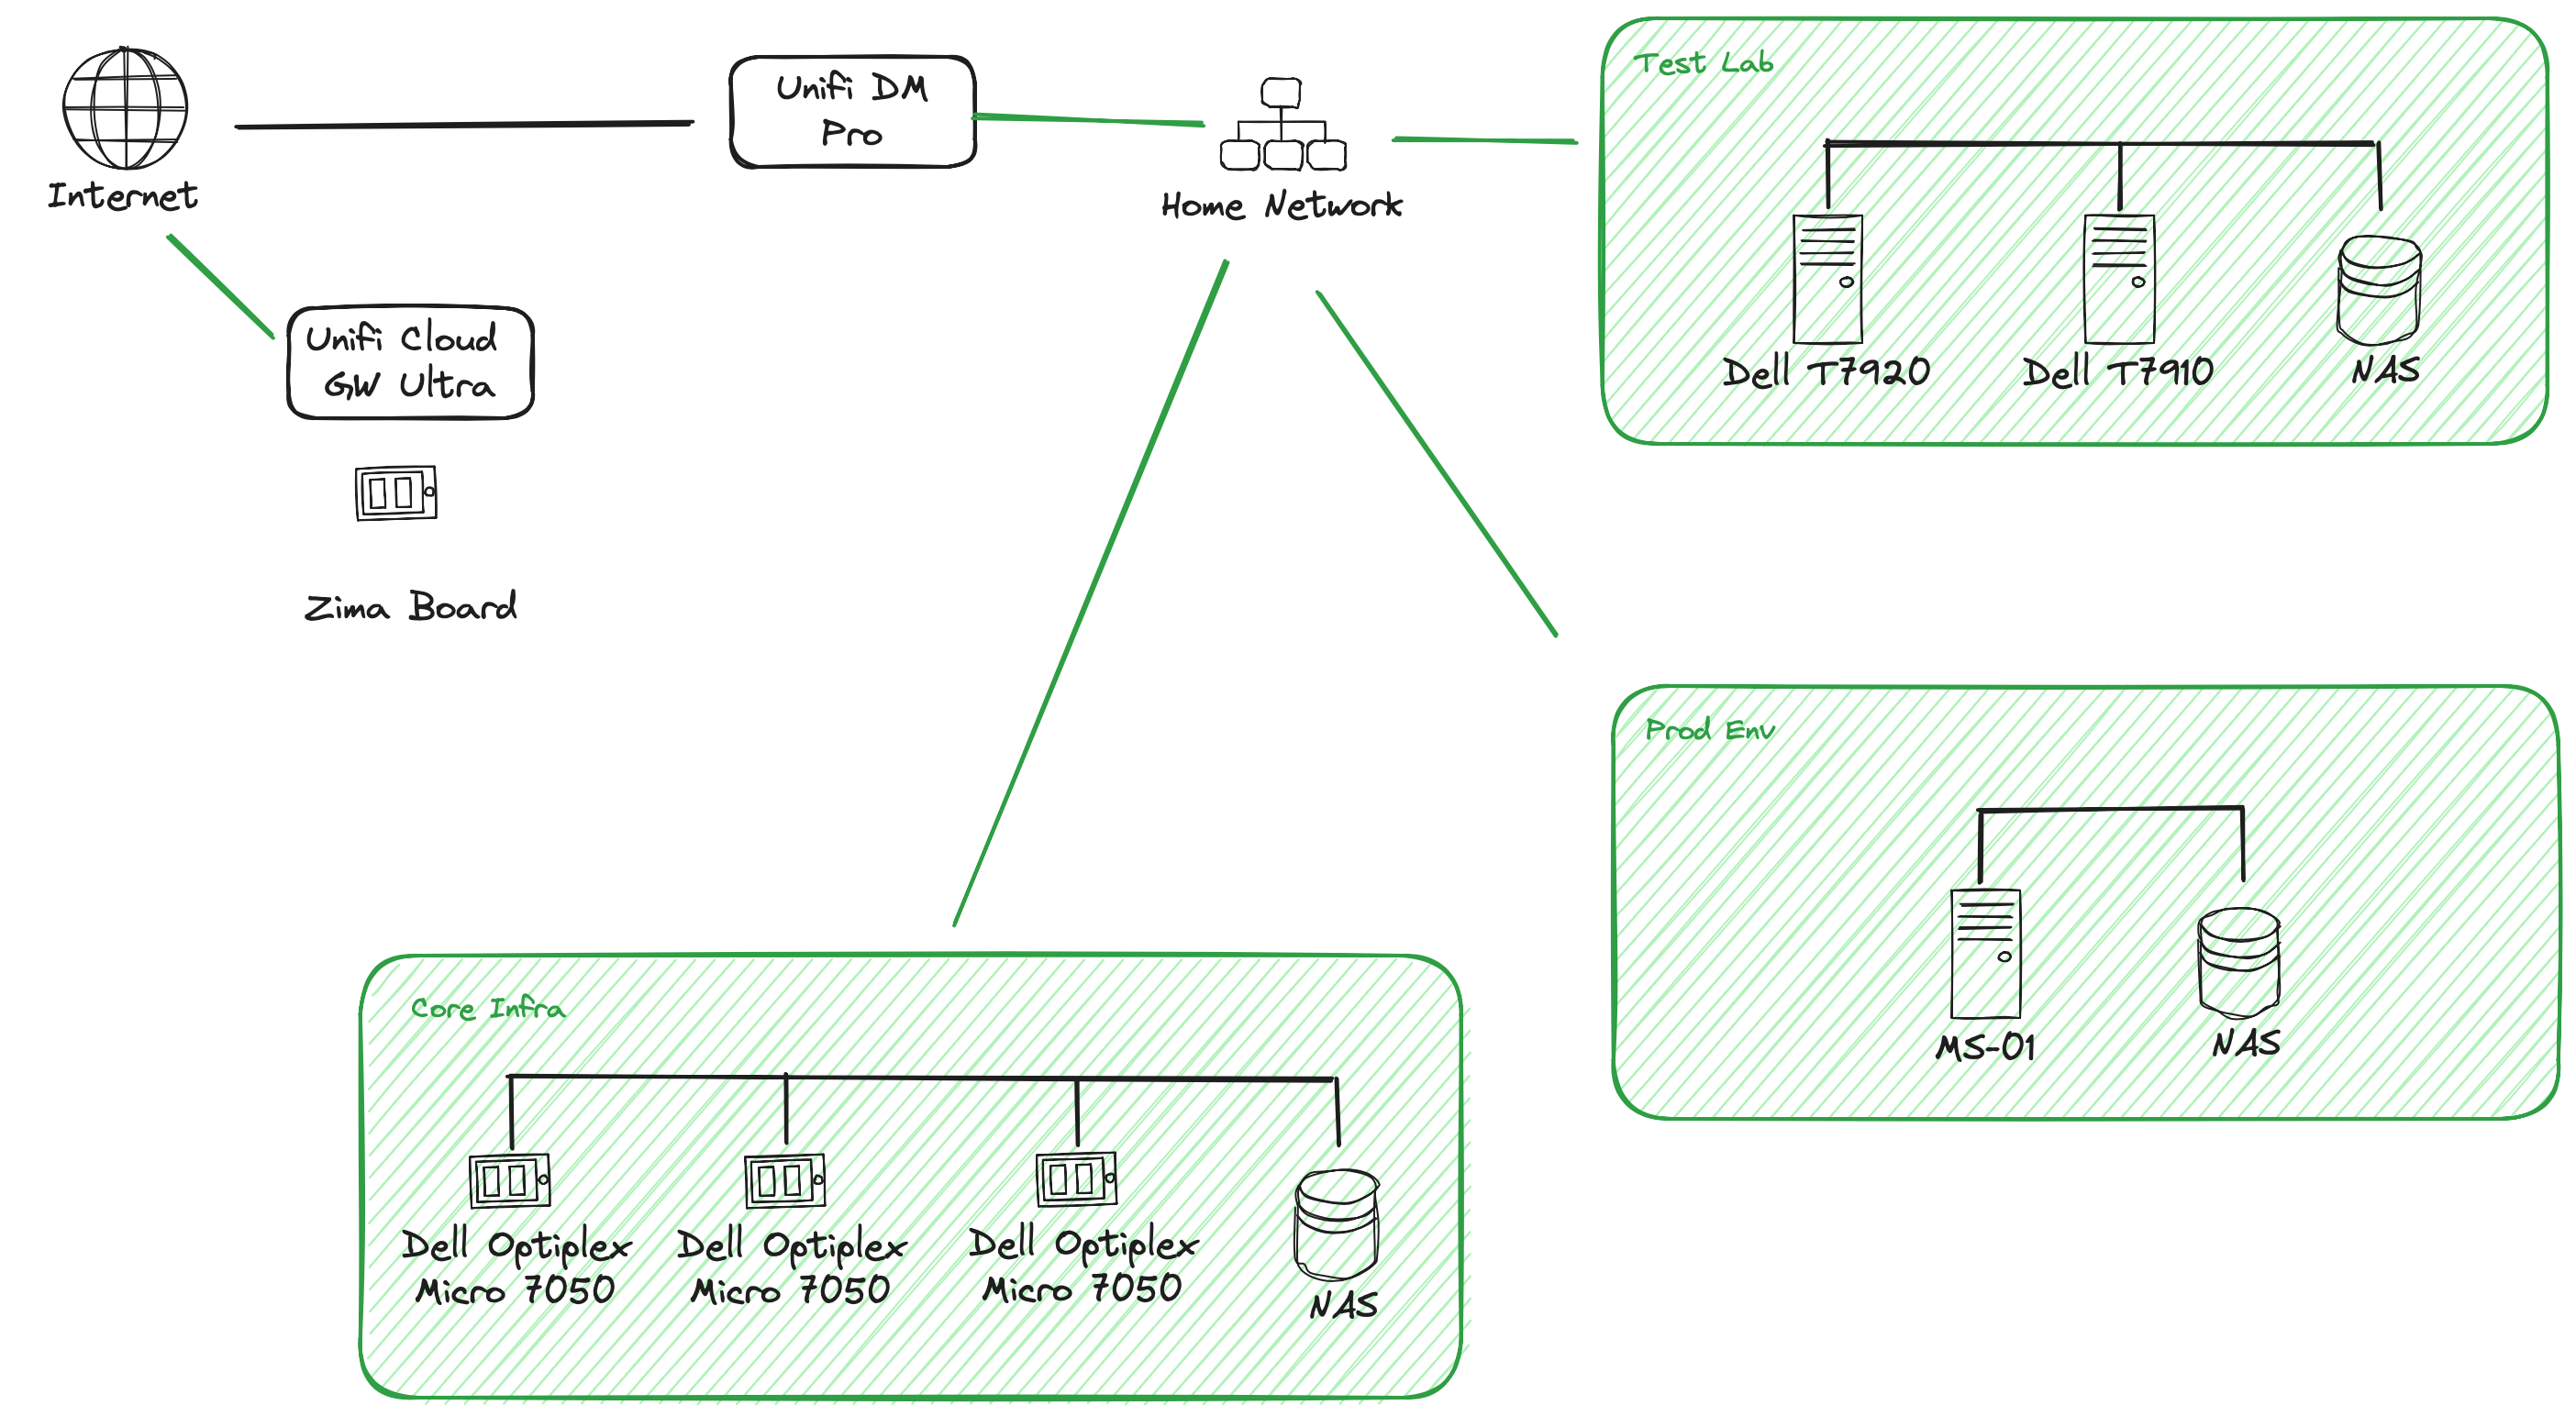 Internet
Unifi DM
Pro
Home Network
Unifi Cloud
GW Ultra
Zima Board
Test Lab
Dell T7920
Dell T7910
NAS
Prod Env
MS-01
NAS
Core Infra
Dell Optiplex
Micro 7050
Dell Optiplex
Micro 7050
Dell Optiplex
Micro 7050
NAS